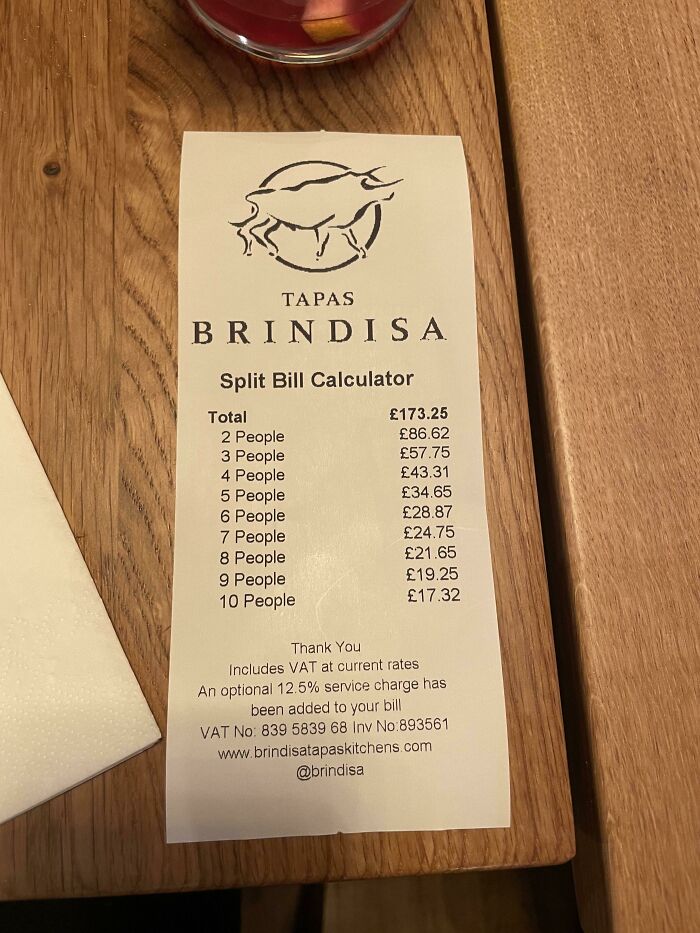 TAPAS
BRINDISA
Split Bill Calculator
Total £173.25
2 People £86.62
3 People £57.75
4 People £43.31
5 People £34.65
6 People £28.87
7 People £24.75
8 People £21.65
9 People £19.25
10 People £17.32
Thank You
Includes VAT at current rates
An optional 12.5% service charge has
been added to your bill
VAT No: 839 5839 68 Inv No:893561
www.brindisatapaskitchens.com
@brindisa